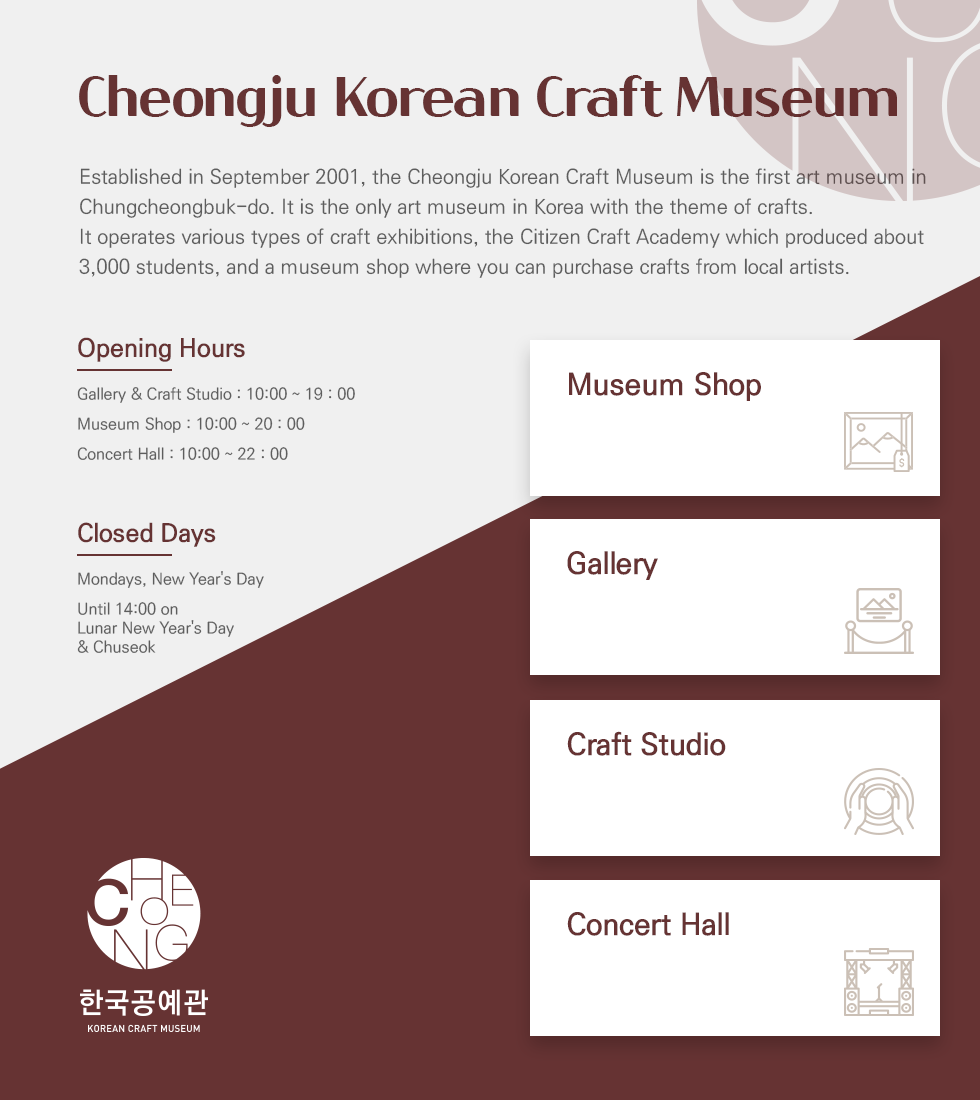 Cheongju Korean Craft Museum
Established in September 2001, the Cheongju Korean Craft Museum is the first art museum in
Chungcheongbuk-do. It is the only art museum in Korea with the theme of crafts.
It operates various types of craft exhibitions, the Citizen Craft Academy which produced about
3,000 students, and a museum shop where you can purchase crafts from local artists.
Opening Hours
Gallery & Craft Studio : 10:00 ~ 19 : 00
Museum Shop : 10:00 ~ 20 : 00
Concert Hall : 10:00 ~ 22 : 00
Closed Days
Mondays, New Year's Day
Until 14:00 on
Lunar New Year's Day
& Chuseok
Museum Shop
$
Gallery
Craft Studio
Concert Hall
CHEONG
한국공예관
KOREAN CRAFT MUSEUM